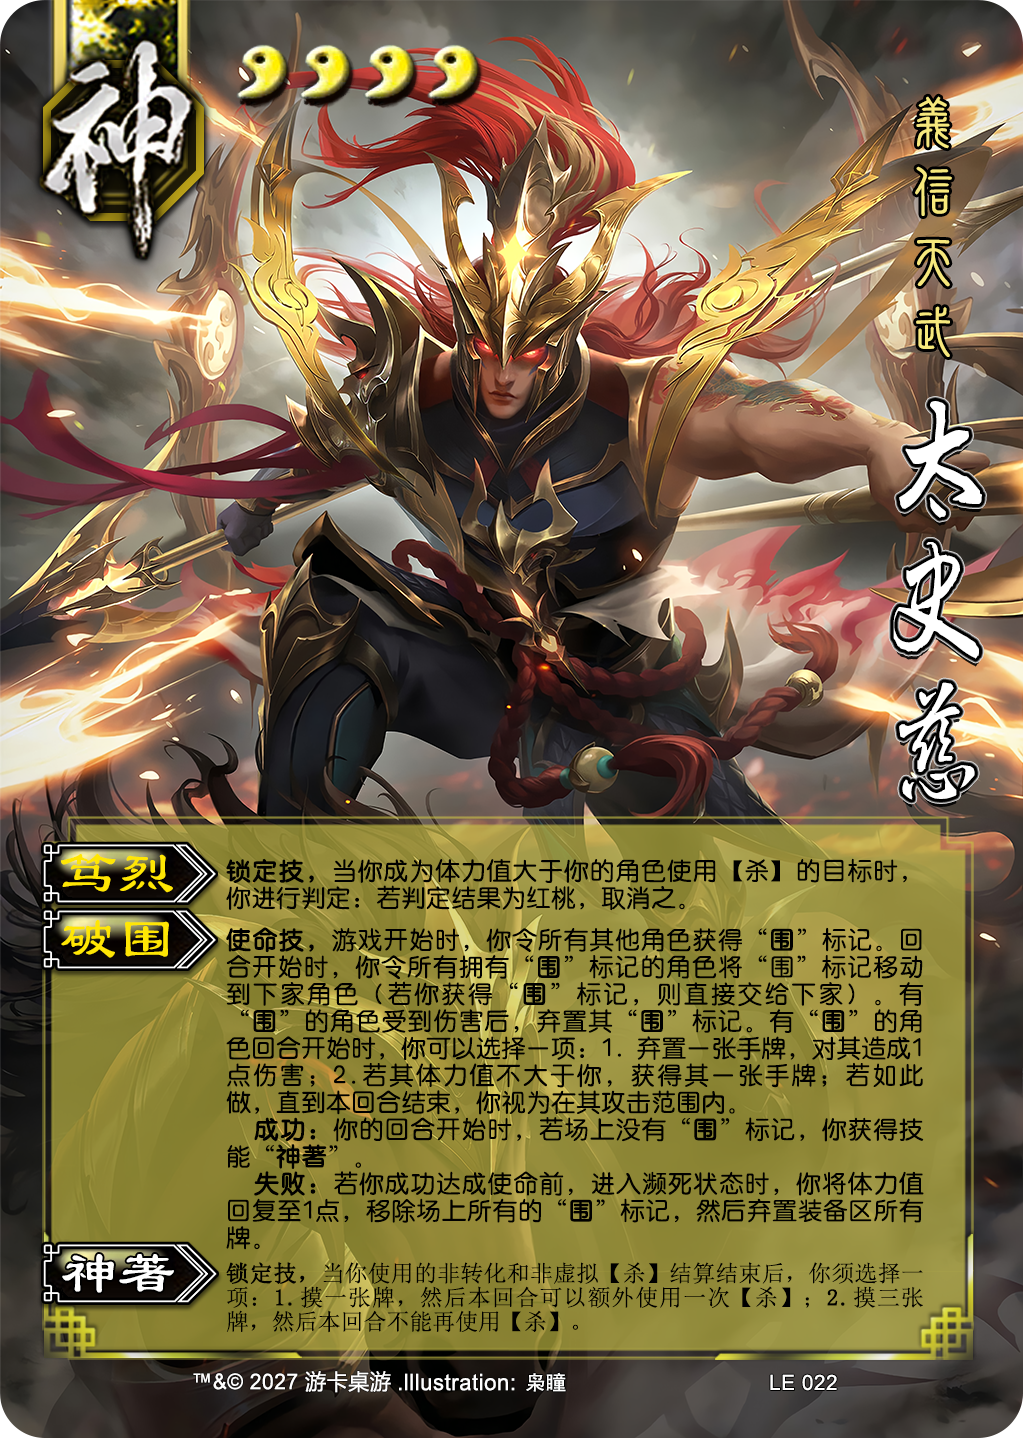 神
義信天武
太史慈
笃烈
锁定技，当你成为体力值大于你的角色使用【杀】的目标时，
你进行判定：若判定结果为红桃，取消之。
破围
使命技，游戏开始时，你令所有其他角色获得“围”标记。回
合开始时，你令所有拥有“围”标记的角色将“围”标记移动
到下家角色（若你获得“围”标记，则直接交给下家）。有
“围”的角色受到伤害后，弃置其“围”标记。有“围”的角
色回合开始时，你可以选择一项：1. 弃置一张手牌，对其造成1
点伤害；2.若其体力值不大于你，获得其一张手牌；若如此
做，直到本回合结束，你视为在其攻击范围内。
成功：你的回合开始时，若场上没有“围”标记，你获得技
能“神著”。
失败：若你成功达成使命前，进入濒死状态时，你将体力值
回复至1点，移除场上所有的“围”标记，然后弃置装备区所有
牌。
神著
锁定技，当你使用的非转化和非虚拟【杀】结算结束后，你须选择一
项：1.摸一张牌，然后本回合可以额外使用一次【杀】；2.摸三张
牌，然后本回合不能再使用【杀】。
™&© 2027 游卡桌游 .Illustration: 枭瞳
LE 022